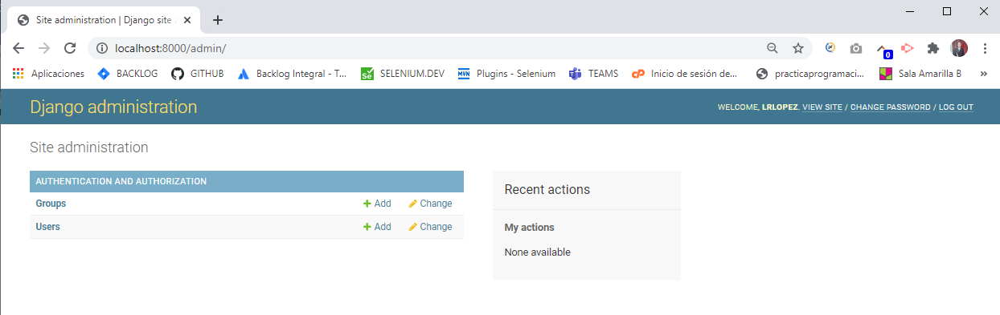 Site administration | Django site
localhost:8000/admin/
0
Aplicaciones BACKLOG GITHUB Backlog Integral - T... SELENIUM.DEV Plugins - Selenium TEAMS Inicio de sesión de... practicaprogramaci... Sala Amarilla B »
Django administration
WELCOME, LRLOPEZ. VIEW SITE / CHANGE PASSWORD / LOG OUT
Site administration
AUTHENTICATION AND AUTHORIZATION
Groups Add Change
Users Add Change
Recent actions
My actions
None available